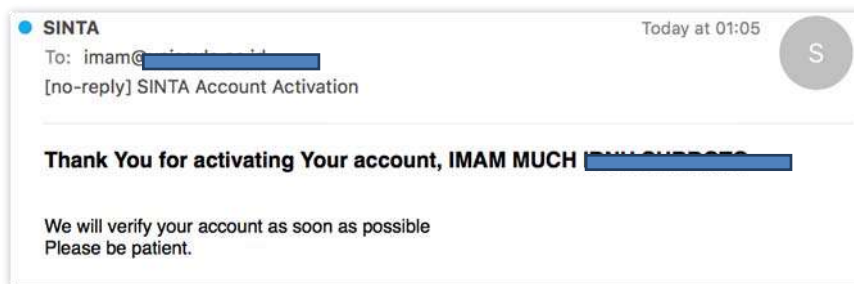 SINTA
Today at 01:05
S
To: imam@
[no-reply] SINTA Account Activation
Thank You for activating Your account, IMAM MUCH
We will verify your account as soon as possible
Please be patient.